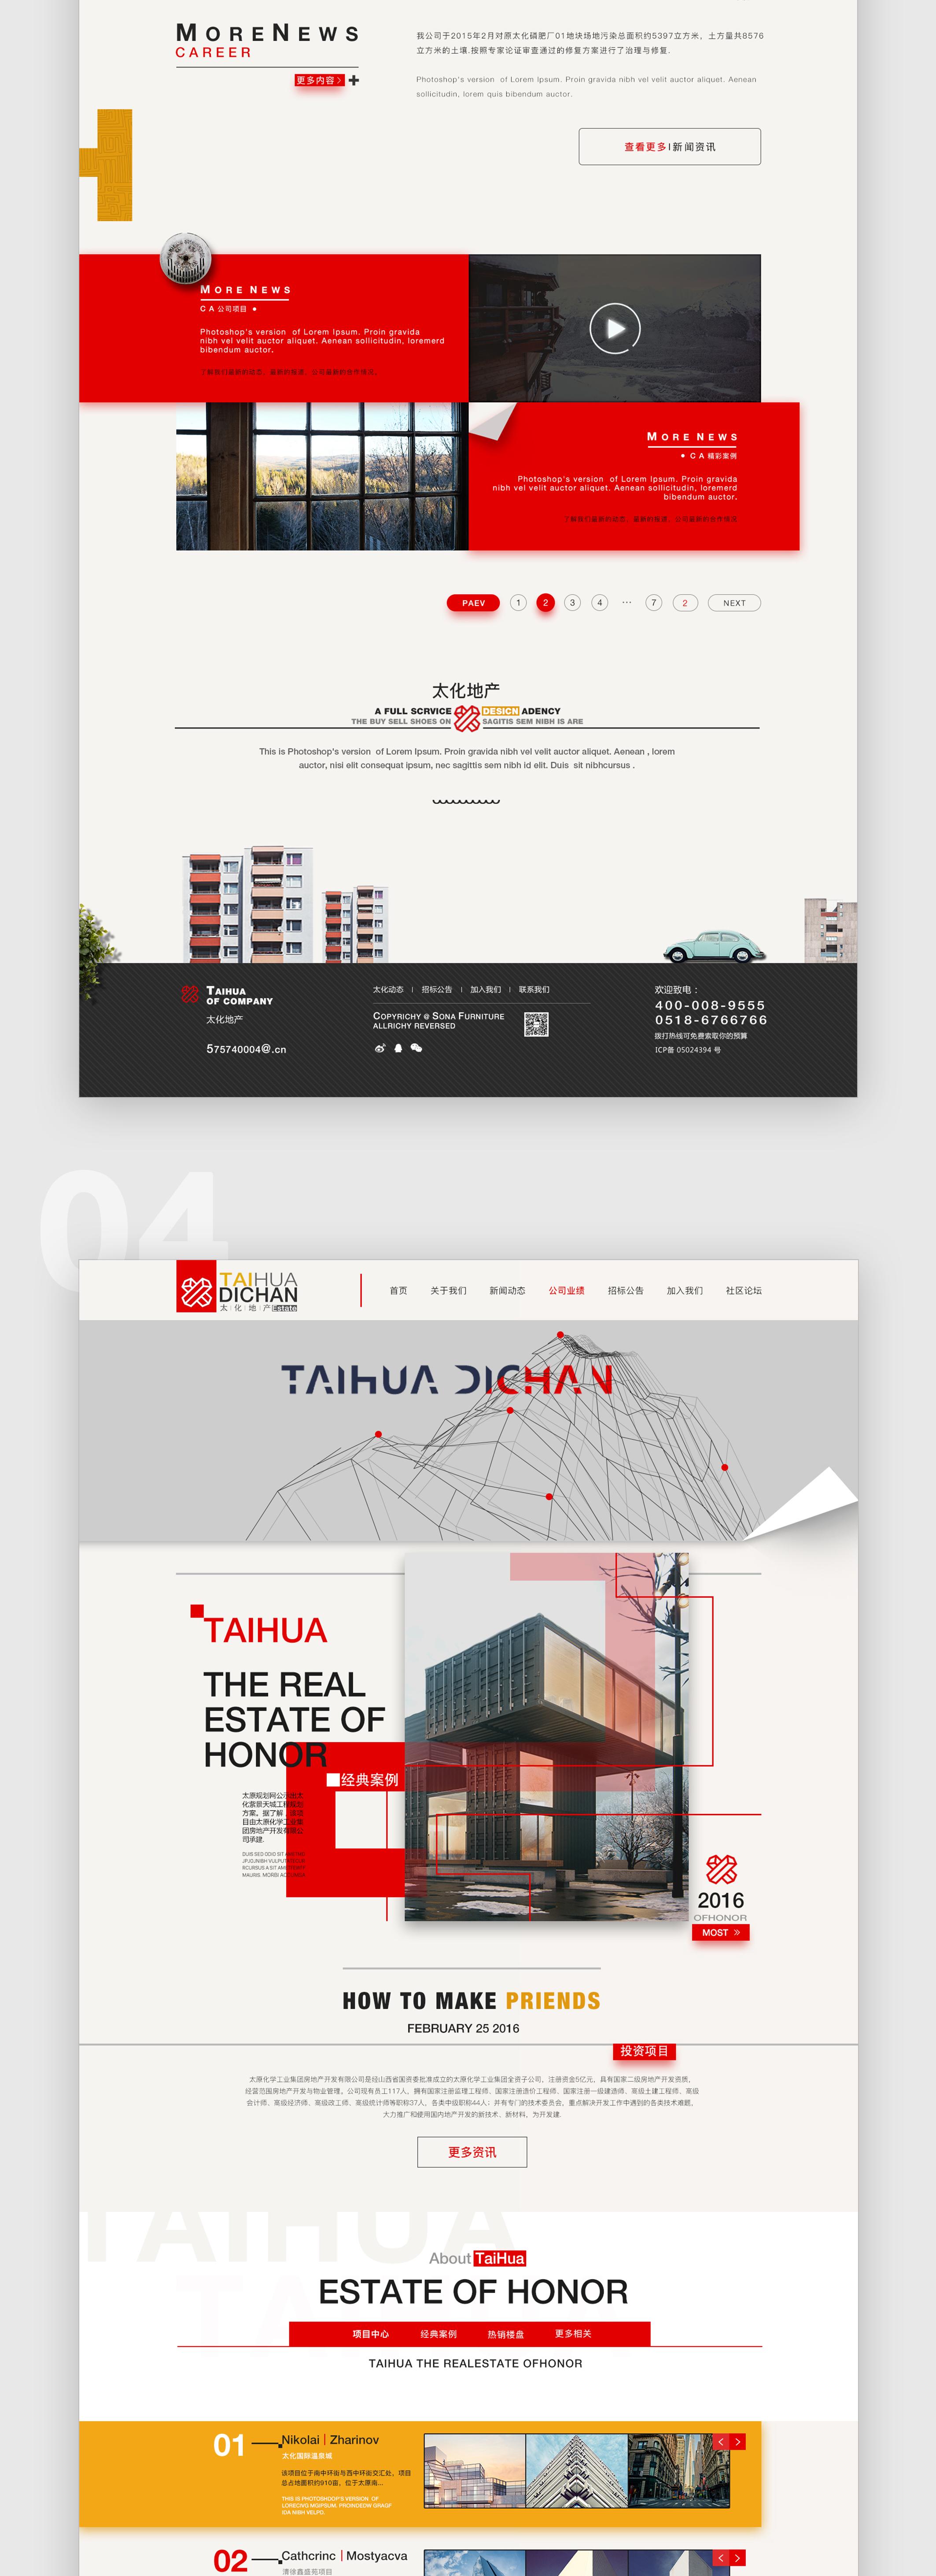 MORE NEWS
CAREER
更多内容>
我公司于2015年2月对原太化磷肥厂01地块场地污染总面积约5397立方米，土方量共8576
立方米的土壤.按照专家论证审查通过的修复方案进行了治理与修复.
Photoshop's version of Lorem Ipsum. Proin gravida nibh vel velit auctor aliquet. Aenean
sollicitudin, lorem quis bibendum auctor.
查看更多|新闻资讯
MORE NEWS
CA公司项目
Photoshop's version of Lorem Ipsum. Proin gravida
nibh vel velit auctor aliquet. Aenean sollicitudin, loremerd
bibendum auctor.
了解我们最新的动态、最新的报道、公司最新的合作情况。
MORE NEWS
CA 精彩案例
Photoshop's version of Lorem Ipsum. Proin gravida
nibh vel velit auctor aliquet. Aenean sollicitudin, loremerd
bibendum auctor.
了解我们最新的动态、最新的报道、公司最新的合作情况
PAEV 1 2 3 4 ··· 7 2 NEXT
太化地产
A FULL SCRVICE DESICN ADENCY
THE BUY SELL SHOES ON SAGITIS SEM NIBH IS ARE
This is Photoshop's version of Lorem Ipsum. Proin gravida nibh vel velit auctor aliquet. Aenean , lorem
auctor, nisi elit consequat ipsum, nec sagittis sem nibh id elit. Duis sit nibhcursus .
TAIHUA
OF COMPANY
太化地产
575740004@.cn
太化动态 | 招标公告 | 加入我们 | 联系我们
COPYRICHY @ SONA FURNITURE
ALLRICHY REVERSED
欢迎致电：
400-008-9555
0518-6766766
拨打热线可免费索取你的预算
ICP备 05024394 号
04
TAIHUA
DICHAN
太|化|地|产Estate
首页 关于我们 新闻动态 公司业绩 招标公告 加入我们 社区论坛
TAIHUA DICHAN
TAIHUA
THE REAL
ESTATE OF
HONOR
经典案例
太原规划网公示出太
化紫景天城工程规划
方案。据了解，该项
目由太原化学工业集
团房地产开发有限公
司承建.
DUIS SED ODIO SIT
2016
OFHONOR
MOST »
HOW TO MAKE PRIENDS
FEBRUARY 25 2016
投资项目
太原化学工业集团房地产开发有限公司是经山西省国资委批准成立的太原化学工业集团全资子公司，注册资金5亿元，具有国家二级房地产开发资质，
经营范围房地产开发与物业管理。公司现有员工117人，拥有国家注册监理工程师、国家注册造价工程师、国家注册一级建造师、高级土建工程师、高级
会计师、高级经济师、高级政工师、高级统计师等职称37人，各类中级职称44人；并有专门的技术委员会，重点解决开发工作中遇到的各类技术难题，
大力推广和使用国内地产开发的新技术、新材料，为开发建.
更多资讯
TAIHUA
About TaiHua
ESTATE OF HONOR
项目中心 经典案例 热销楼盘 更多相关
TAIHUA THE REALESTATE OFHONOR
01
Nikolai | Zharinov
太化国际温泉城
该项目位于南中环街与西中环街交汇处，项目
总占地面积约910亩，位于太原南...
THIS IS PHOTOSHOOP'S VERSION OF
LOREOIVG MGIPSUM. PROINDEDW GRAGF
IDA NIBH VELPD.
02
Cathcrinc | Mostyacva
清徐鑫盛苑项目